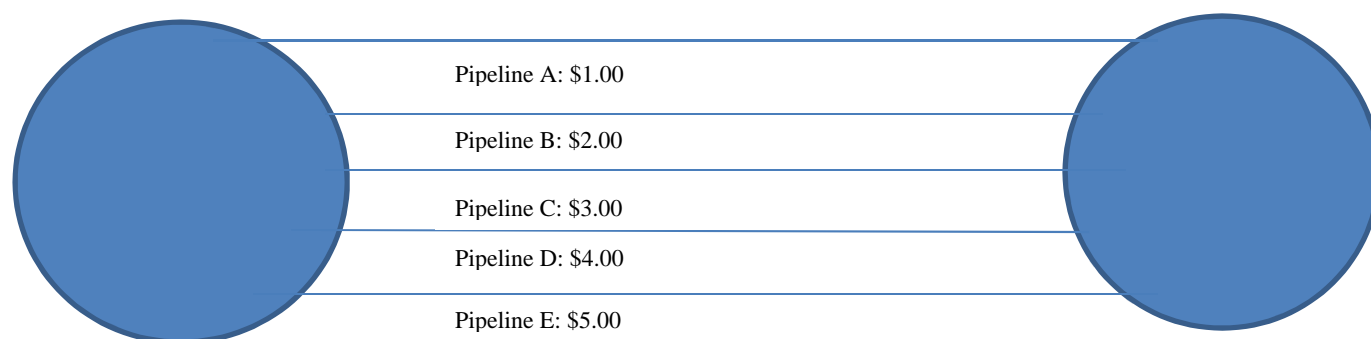 Pipeline A: $1.00
Pipeline B: $2.00
Pipeline C: $3.00
Pipeline D: $4.00
Pipeline E: $5.00